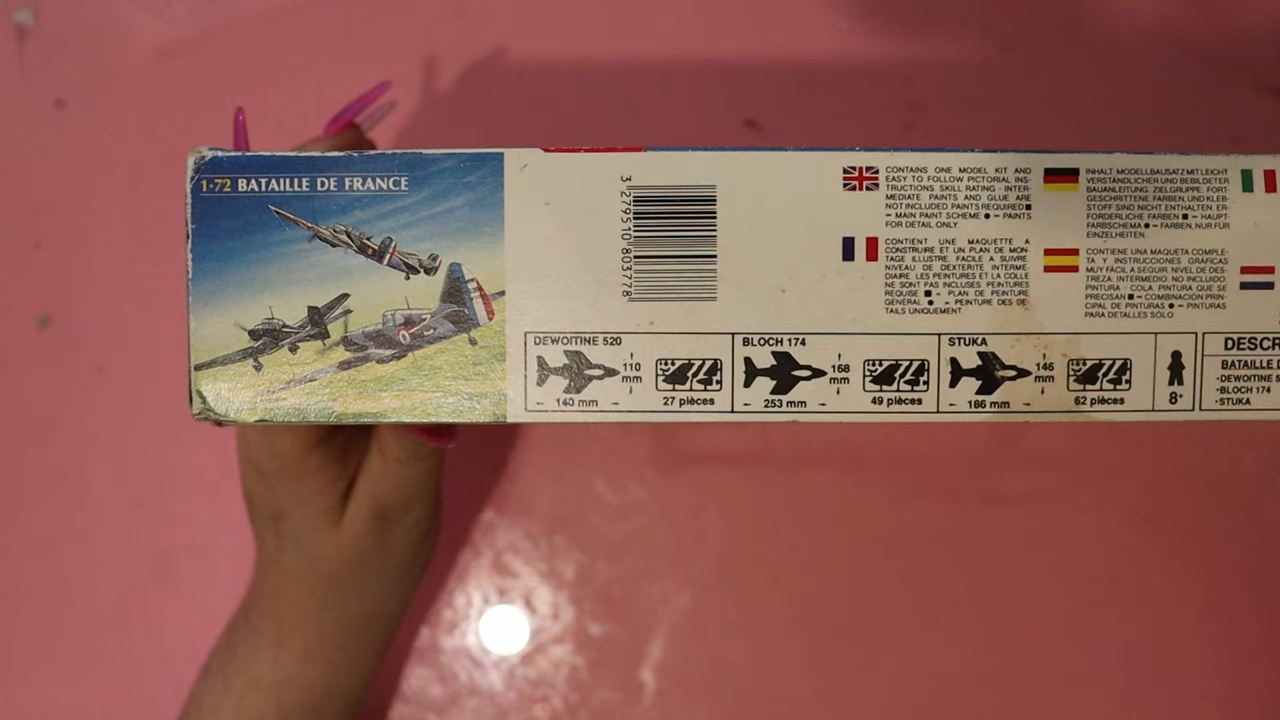 1·72 BATAILLE DE FRANCE
3 279510 803778
CONTAINS ONE MODEL KIT AND
EASY TO FOLLOW PICTORIAL INS-
TRUCTIONS. SKILL RATING - INTER-
MEDIATE. PAINTS AND GLUE ARE
NOT INCLUDED. PAINTS REQUIRED ■
– MAIN PAINT SCHEME ● – PAINTS
FOR DETAIL ONLY.
CONTIENT UNE MAQUETTE A
CONSTRUIRE ET UN PLAN DE MON-
TAGE ILLUSTRE, FACILE A SUIVRE.
NIVEAU DE DEXTERITE INTERME-
DIAIRE. LES PEINTURES ET LA COLLE
NE SONT PAS INCLUSES. PEINTURES
REQUISE ■ – PLAN DE PEINTURE
GENERAL ● – PEINTURE DES DE-
TAILS UNIQUEMENT.
INHALT: MODELLBAUSATZ MIT LEICHT
VERSTÄNDLICHER UND BEBILDETER
BAUANLEITUNG. ZIELGRUPPE: FORT-
GESCHRITTENE. FARBEN, UND KLEB-
STOFF SIND NICHT ENTHALTEN. ER-
FORDERLICHE FARBEN ■ – HAUPT-
FARBSCHEMA ● – FARBEN, NUR FÜR
EINZELHEITEN.
CONTIENE UNA MAQUETA COMPLE-
TA Y INSTRUCCIONES GRÁFICAS
MUY FÁCIL A SEGUIR. NIVEL DE DES-
TREZA: INTERMEDIO. NO INCLUIDO:
PINTURA - COLA. PINTURA QUE SE
PRECISAN ■ – COMBINACIÓN PRIN-
CIPAL DE PINTURAS ● – PINTURAS
PARA DETALLES SÓLO.
DEWOITINE 520
110
mm
140 mm
27 pièces
BLOCH 174
168
mm
253 mm
49 pièces
STUKA
146
mm
186 mm
62 pièces
8+
DESCR
BATAILLE D
•DEWOITINE 5
•BLOCH 174
•STUKA